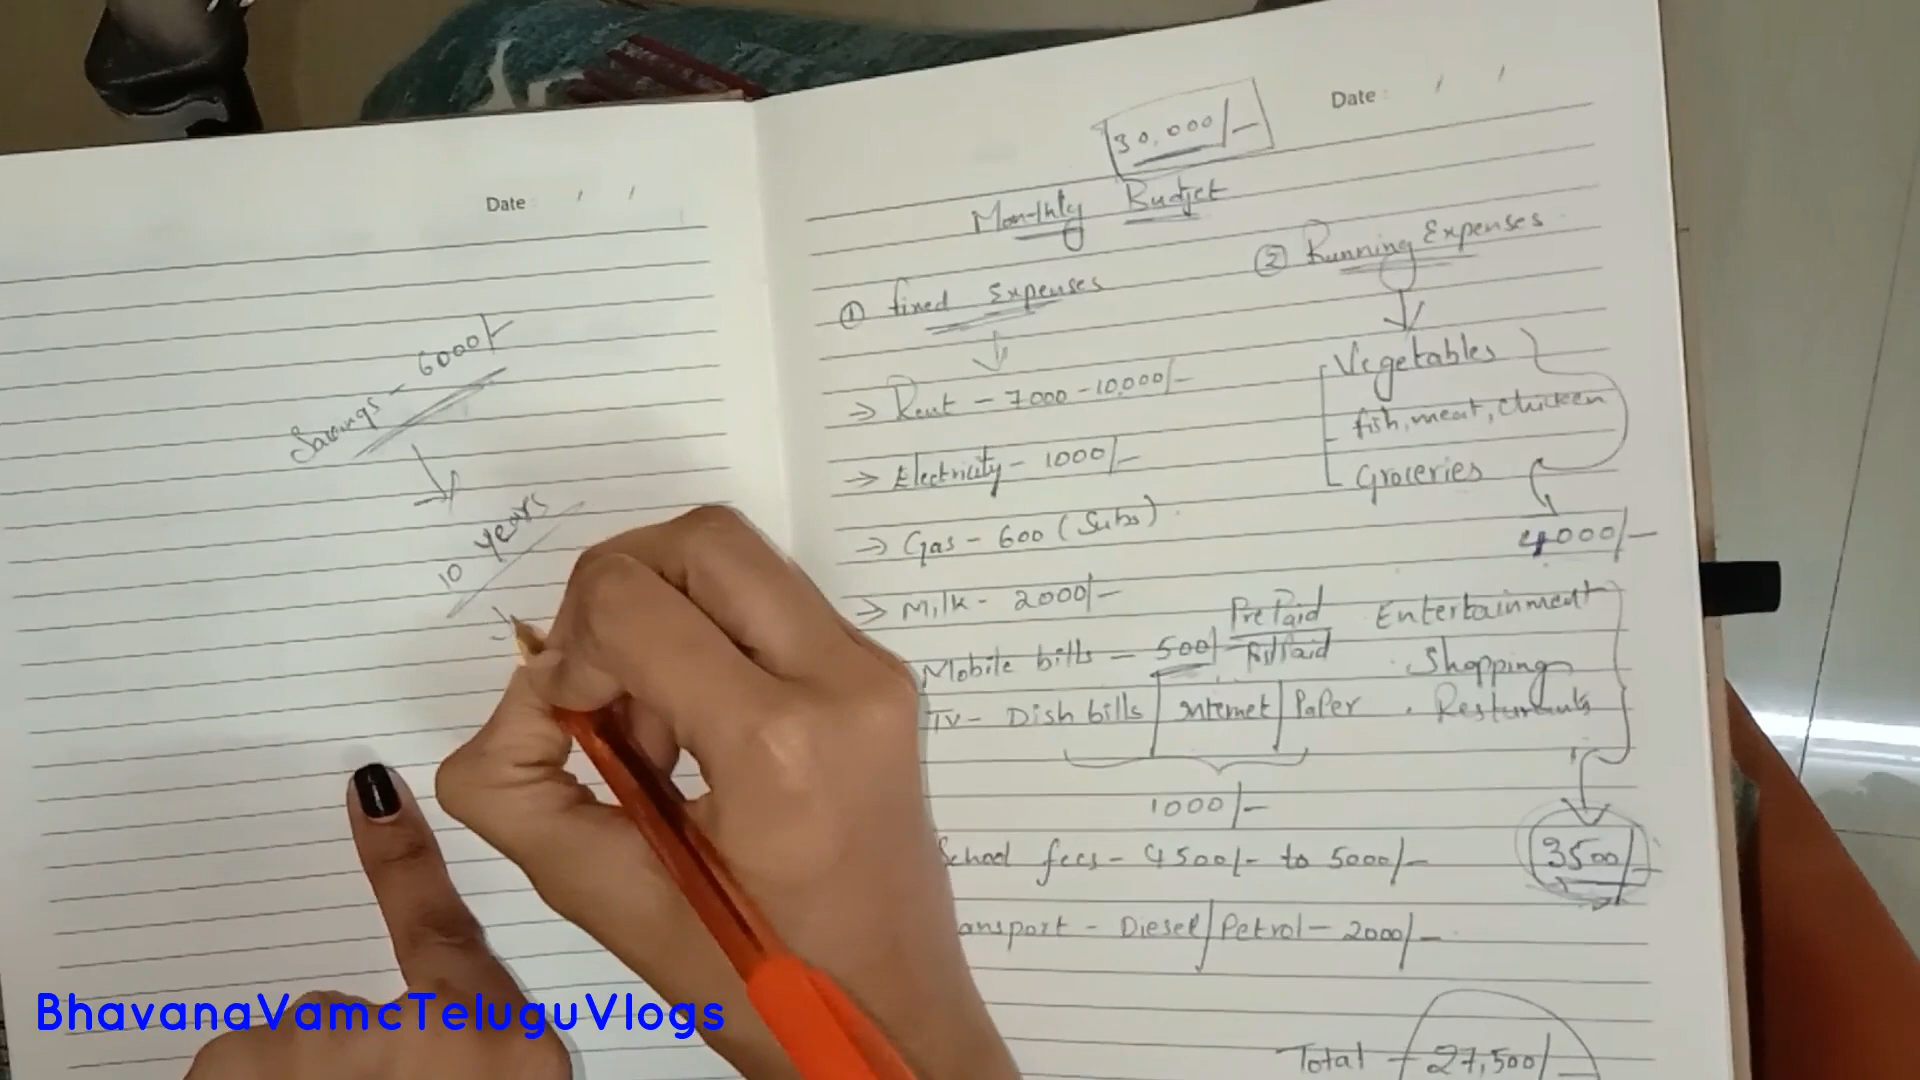 Date : / /
Savings - 6000/-
10 years
Date : / /
30,000/-
Monthly Budget
① fixed Expenses
→ Rent - 7000 - 10,000/-
→ Electricity - 1000/-
→ Gas - 600 (Subs)
→ Milk - 2000/-
Mobile bills - 500/- PrePaid
TV - Dish bills / internet / Paper
1000/-
School fees - 4500/- to 5000/-
ansport - Diesel / Petrol - 2000/-
② Running Expenses
Vegetables
fish, meat, chicken
Groceries
4000/-
Entertainment
Shopping
Resturants
3500/-
Total - 27,500/-
BhavanaVamcTeluguVlogs